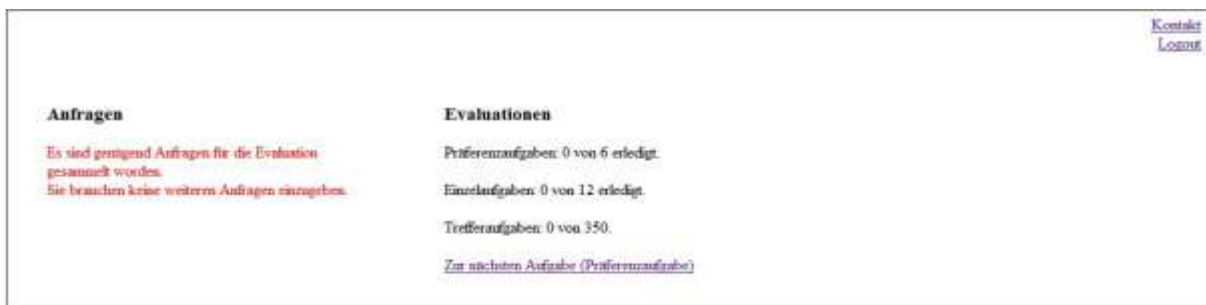 Kontakt
Logout
Anfragen
Es sind genügend Anfragen für die Evaluation
gesammelt worden.
Sie brauchen keine weiteren Anfragen einzugeben.
Evaluationen
Präferenzaufgaben: 0 von 6 erledigt.
Einzelaufgaben: 0 von 12 erledigt.
Trefferaufgaben: 0 von 350.
Zur nächsten Aufgabe (Präferenzaufgabe)